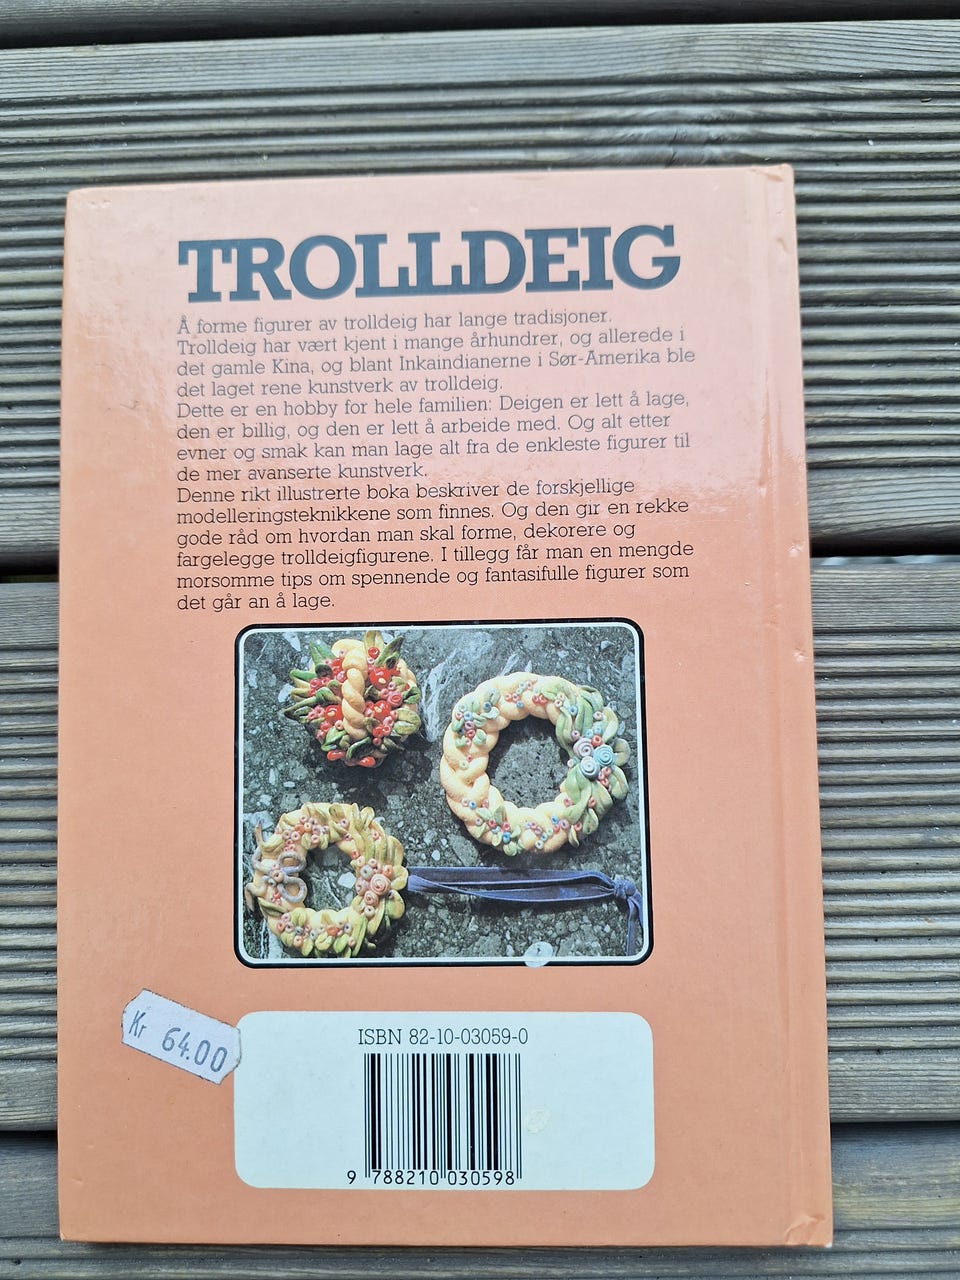 TROLLDEIG
Å forme figurer av trolldeig har lange tradisjoner.
Trolldeig har vært kjent i mange århundrer, og allerede i
det gamle Kina, og blant Inkaindianerne i Sør-Amerika ble
det laget rene kunstverk av trolldeig.
Dette er en hobby for hele familien: Deigen er lett å lage,
den er billig, og den er lett å arbeide med. Og alt etter
evner og smak kan man lage alt fra de enkleste figurer til
de mer avanserte kunstverk.
Denne rikt illustrerte boka beskriver de forskjellige
modelleringsteknikkene som finnes. Og den gir en rekke
gode råd om hvordan man skal forme, dekorere og
fargelegge trolldeigfigurene. I tillegg får man en mengde
morsomme tips om spennende og fantasifulle figurer som
det går an å lage.
Kr 64.00
ISBN 82-10-03059-0
9 788210 030598